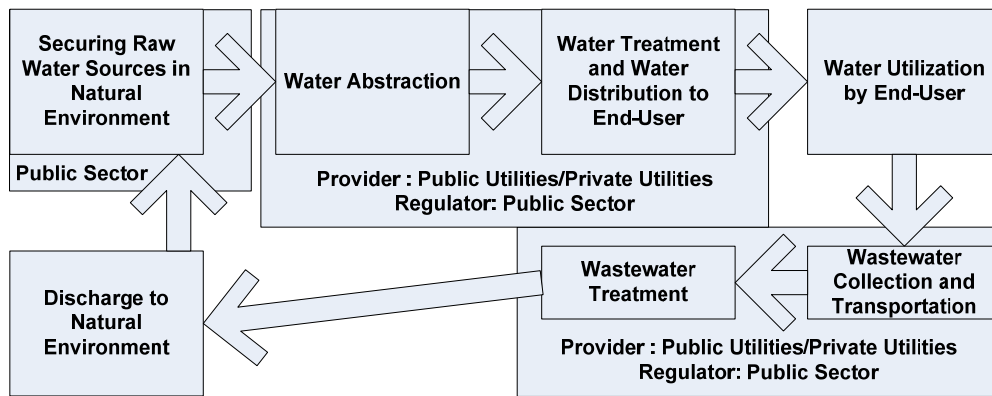 Securing Raw
Water Sources in
Natural
Environment
Public Sector
Water Abstraction
Water Treatment
and Water
Distribution to
End-User
Provider : Public Utilities/Private Utilities
Regulator: Public Sector
Water Utilization
by End-User
Wastewater
Collection and
Transportation
Wastewater
Treatment
Provider : Public Utilities/Private Utilities
Regulator: Public Sector
Discharge to
Natural
Environment